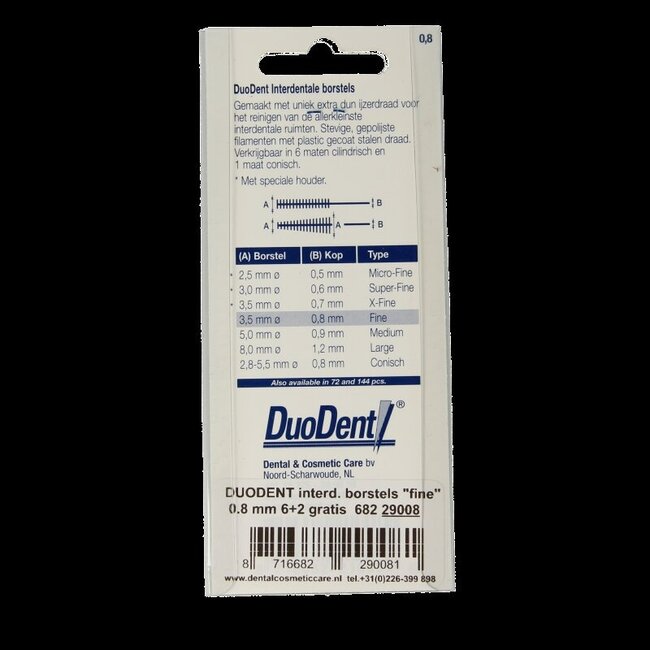 0,8
DuoDent Interdentale borstels
Gemaakt met uniek extra dun ijzerdraad voor
het reinigen van de allerkleinste
interdentale ruimten. Stevige, gepolijste
filamenten met plastic gecoat stalen draad.
Verkrijgbaar in 6 maten cilindrisch en
1 maat conisch.
* Met speciale houder.
A B
A A B
(A) Borstel (B) Kop Type
* 2,5 mm ø 0,5 mm Micro-Fine
* 3,0 mm ø 0,6 mm Super-Fine
* 3,5 mm ø 0,7 mm X-Fine
3,5 mm ø 0,8 mm Fine
5,0 mm ø 0,9 mm Medium
8,0 mm ø 1,2 mm Large
2,8-5,5 mm ø 0,8 mm Conisch
Also available in 72 and 144 pcs.
DuoDent ®
Dental & Cosmetic Care bv
Noord-Scharwoude, NL
DUODENT interd. borstels "fine"
0.8 mm 6+2 gratis 682 29008
8 716682 290081
www.dentalcosmeticcare.nl tel.+31(0)226-399 898